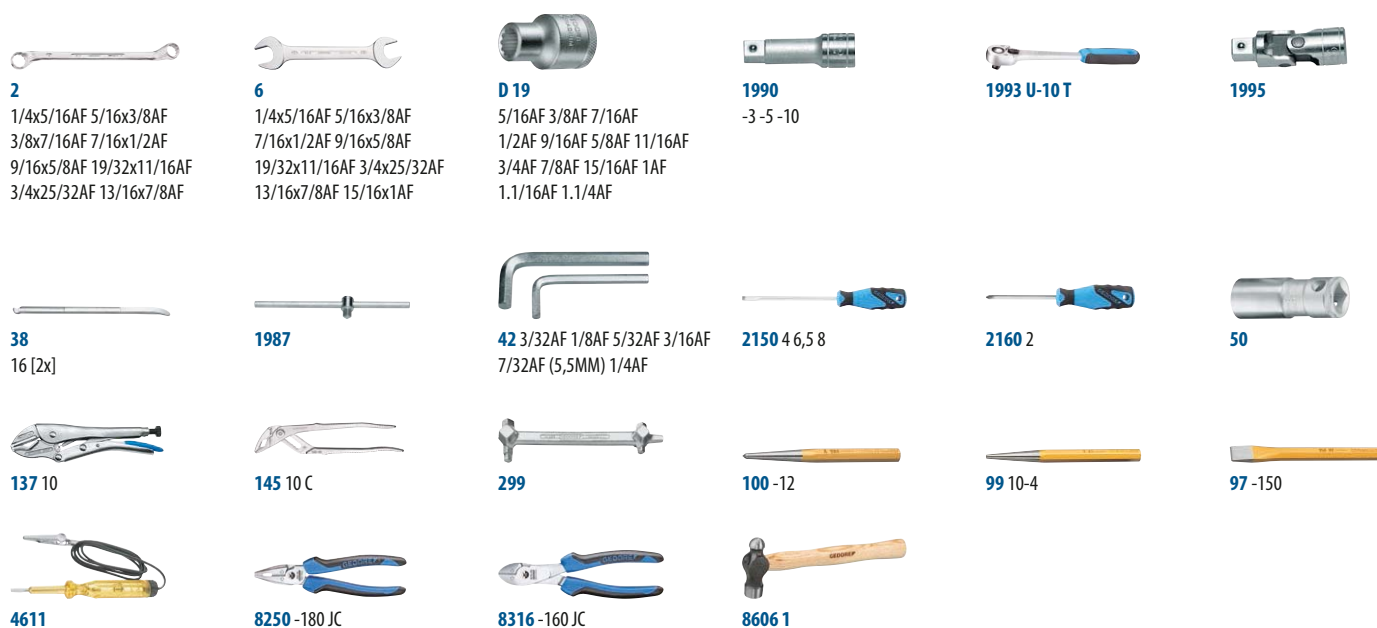 2
1/4x5/16AF 5/16x3/8AF
3/8x7/16AF 7/16x1/2AF
9/16x5/8AF 19/32x11/16AF
3/4x25/32AF 13/16x7/8AF
6
1/4x5/16AF 5/16x3/8AF
7/16x1/2AF 9/16x5/8AF
19/32x11/16AF 3/4x25/32AF
13/16x7/8AF 15/16x1AF
D 19
5/16AF 3/8AF 7/16AF
1/2AF 9/16AF 5/8AF 11/16AF
3/4AF 7/8AF 15/16AF 1AF
1.1/16AF 1.1/4AF
1990
-3 -5 -10
1993 U-10 T
1995
38
16 [2x]
1987
42 3/32AF 1/8AF 5/32AF 3/16AF
7/32AF (5,5MM) 1/4AF
2150 4 6,5 8
2160 2
50
137 10
145 10 C
299
100 -12
99 10-4
97 -150
4611
8250 -180 JC
GEDORE
8316 -160 JC
GEDORE
8606 1
GEDORE